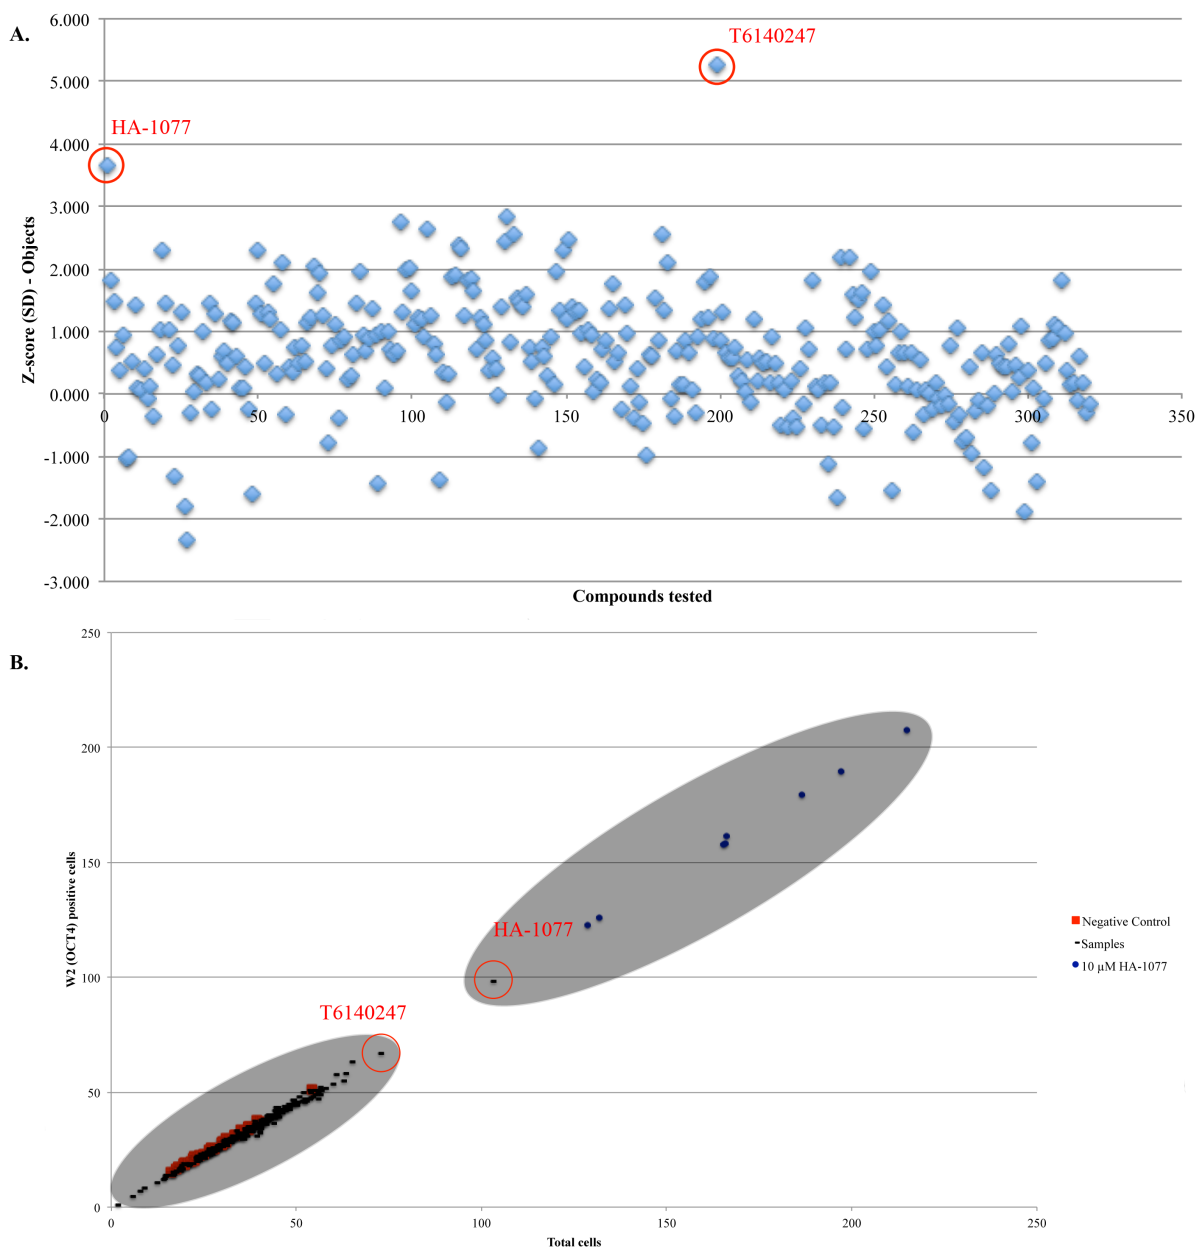 A.
6.000
5.000
4.000
3.000
2.000
1.000
0.000
-1.000
-2.000
-3.000
Z-score (SD) - Objects
T6140247
HA-1077
0
50
100
150
200
250
300
350
Compounds tested
B.
250
200
150
100
50
0
W2 (OCT4) positive cells
HA-1077
T6140247
Negative Control
Samples
10 µM HA-1077
0
50
100
150
200
250
Total cells